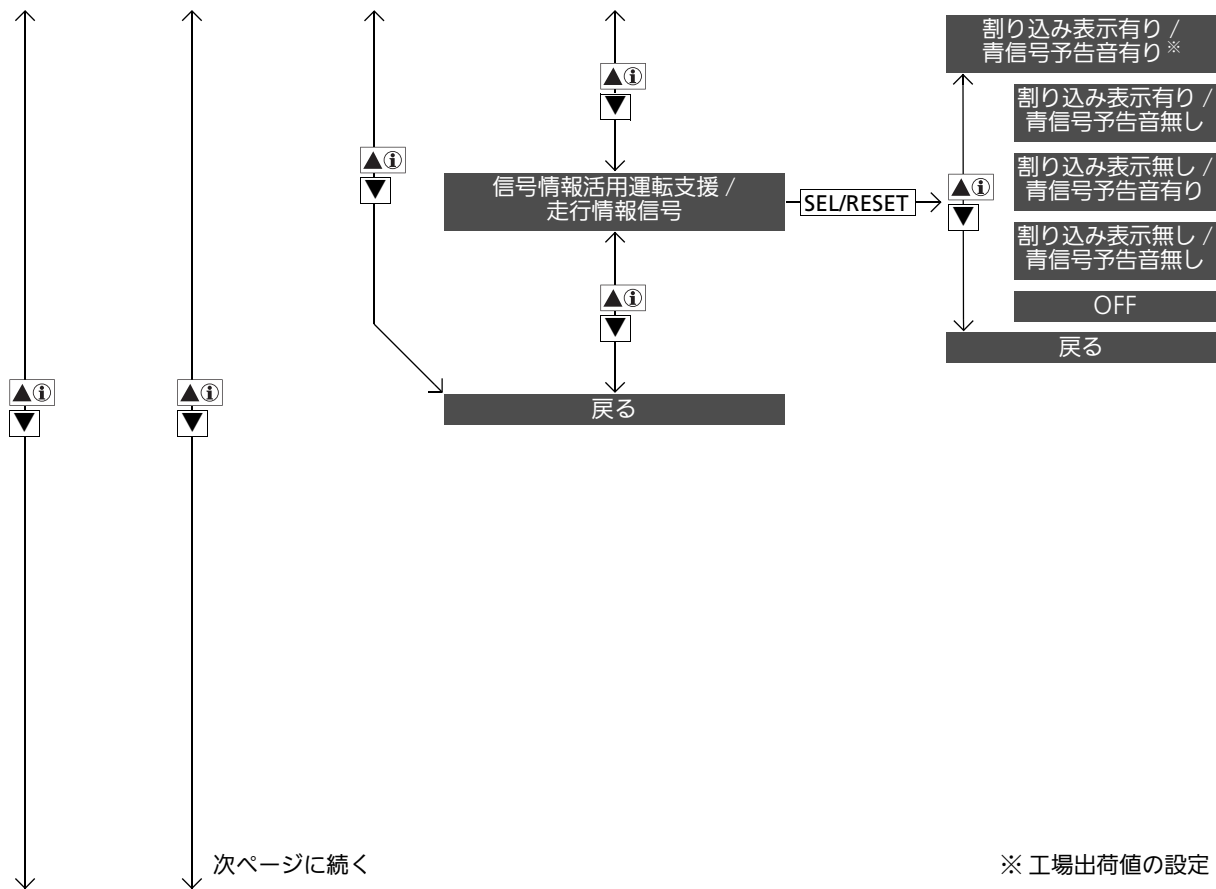 割り込み表示有り /
青信号予告音有り※
▲ⓘ
▼
割り込み表示有り /
青信号予告音無し
▲ⓘ
▼
信号情報活用運転支援 /
走行情報信号
SEL/RESET
▲ⓘ
▼
割り込み表示無し /
青信号予告音有り
割り込み表示無し /
青信号予告音無し
▲ⓘ
▼
OFF
戻る
▲ⓘ
▼
▲ⓘ
▼
戻る
次ページに続く
※ 工場出荷値の設定